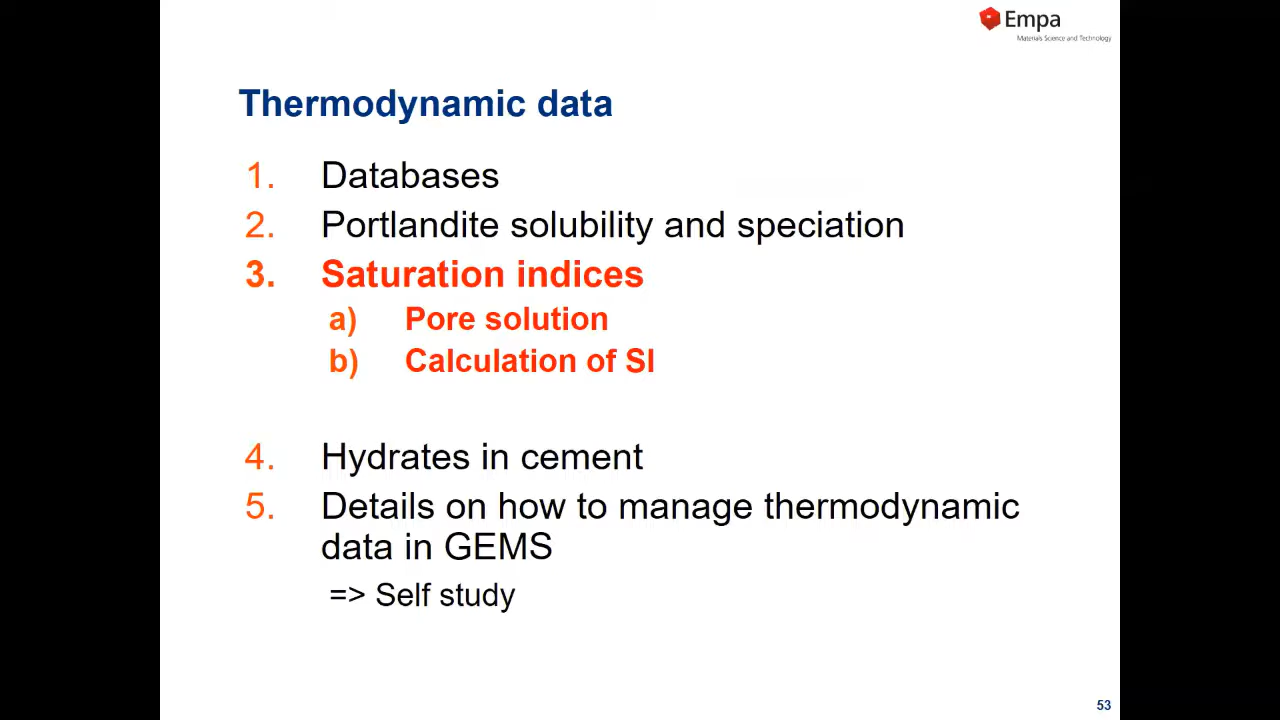 Empa
Materials Science and Technology
Thermodynamic data
1. Databases
2. Portlandite solubility and speciation
3. Saturation indices
a) Pore solution
b) Calculation of SI
4. Hydrates in cement
5. Details on how to manage thermodynamic
data in GEMS
=> Self study
53